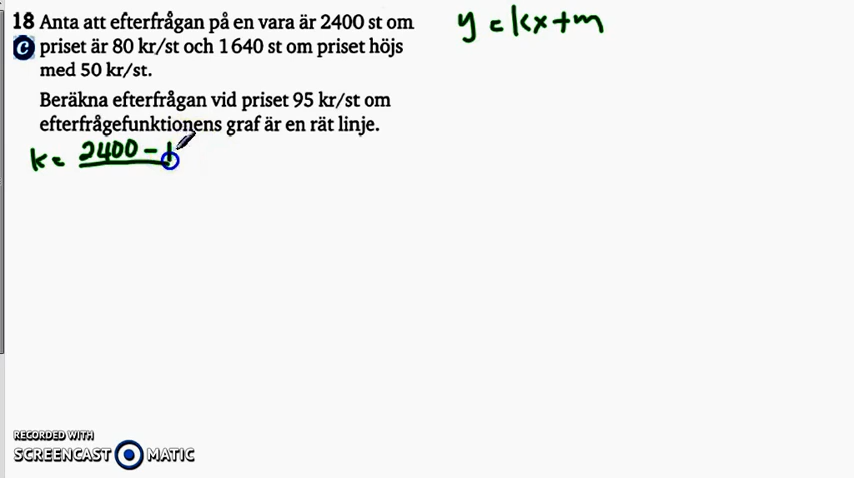 18 Anta att efterfrågan på en vara är 2400 st om
C priset är 80 kr/st och 1640 st om priset höjs
med 50 kr/st.
Beräkna efterfrågan vid priset 95 kr/st om
efterfrågefunktionens graf är en rät linje.
y = kx + m
k = 2400 - 1
RECORDED WITH
SCREENCAST MATIC